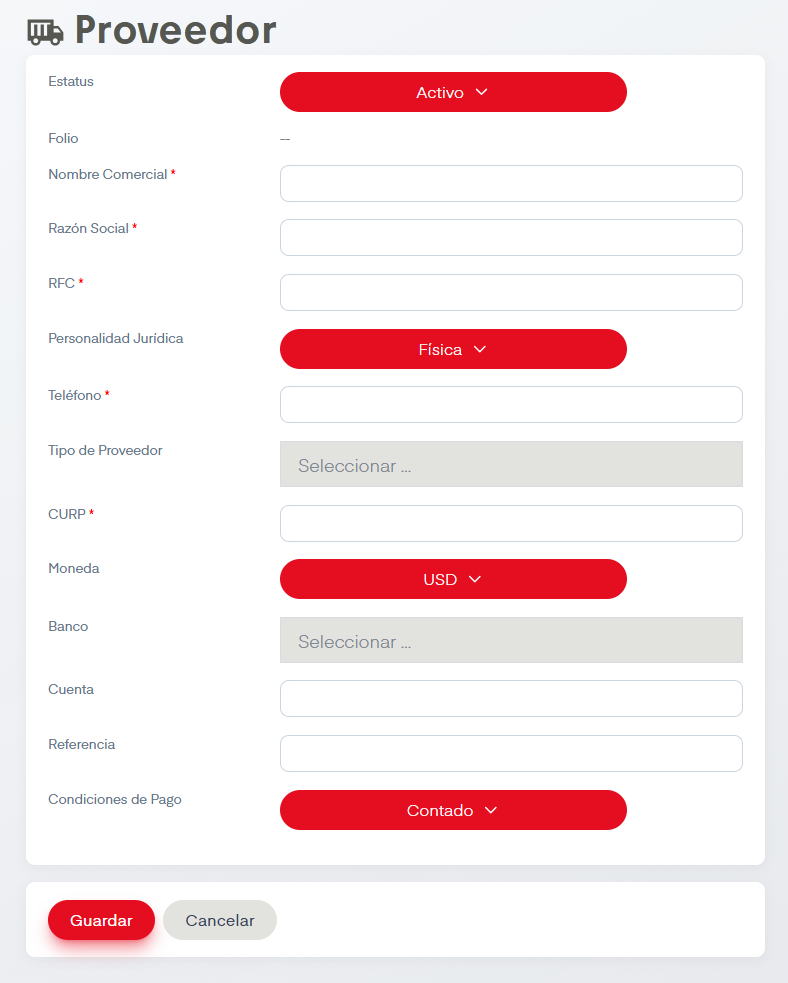 Proveedor
Estatus Activo
Folio --
Nombre Comercial *
Razón Social *
RFC *
Personalidad Jurídica Física
Teléfono *
Tipo de Proveedor Seleccionar ...
CURP *
Moneda USD
Banco Seleccionar ...
Cuenta
Referencia
Condiciones de Pago Contado
Guardar Cancelar